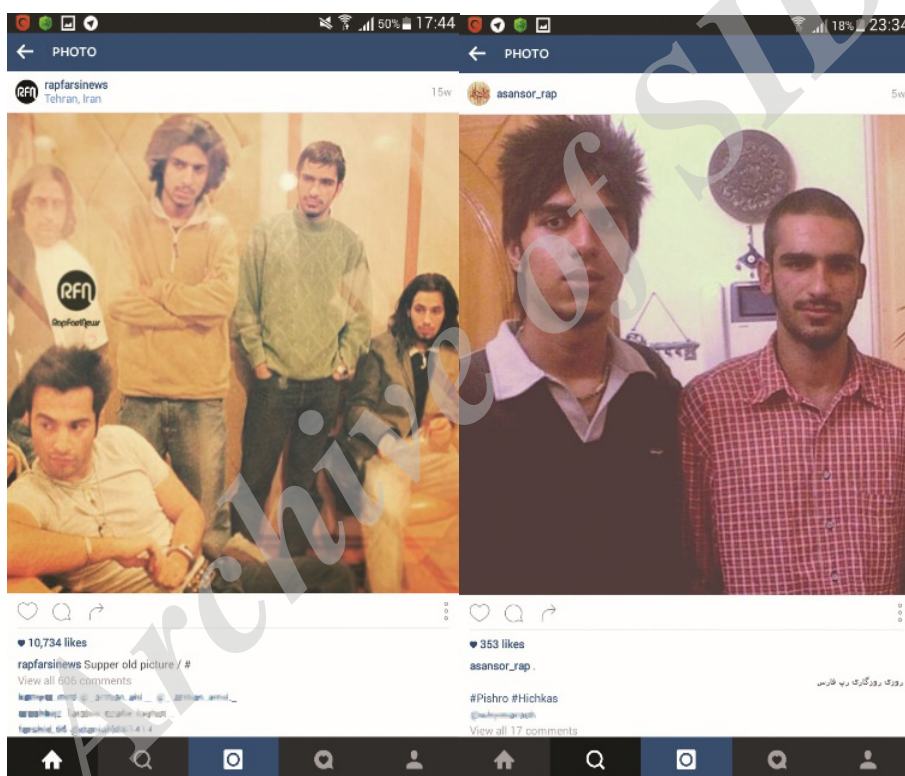 50% 17:44
PHOTO
rapfarsinews
Tehran, Iran
15w
RFN
RapFarsiNews
10,734 likes
rapfarsinews Supper old picture / #
View all 606 comments
18% 23:34
PHOTO
asansor_rap
5w
353 likes
asansor_rap .
روزی روزگاری رپ فارس
#Pishro #Hichkas
View all 17 comments
Archive of SID